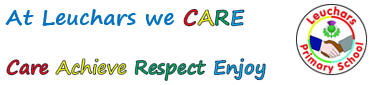 At Leuchars we CARE
Care Achieve Respect Enjoy
Leuchars
Primary School